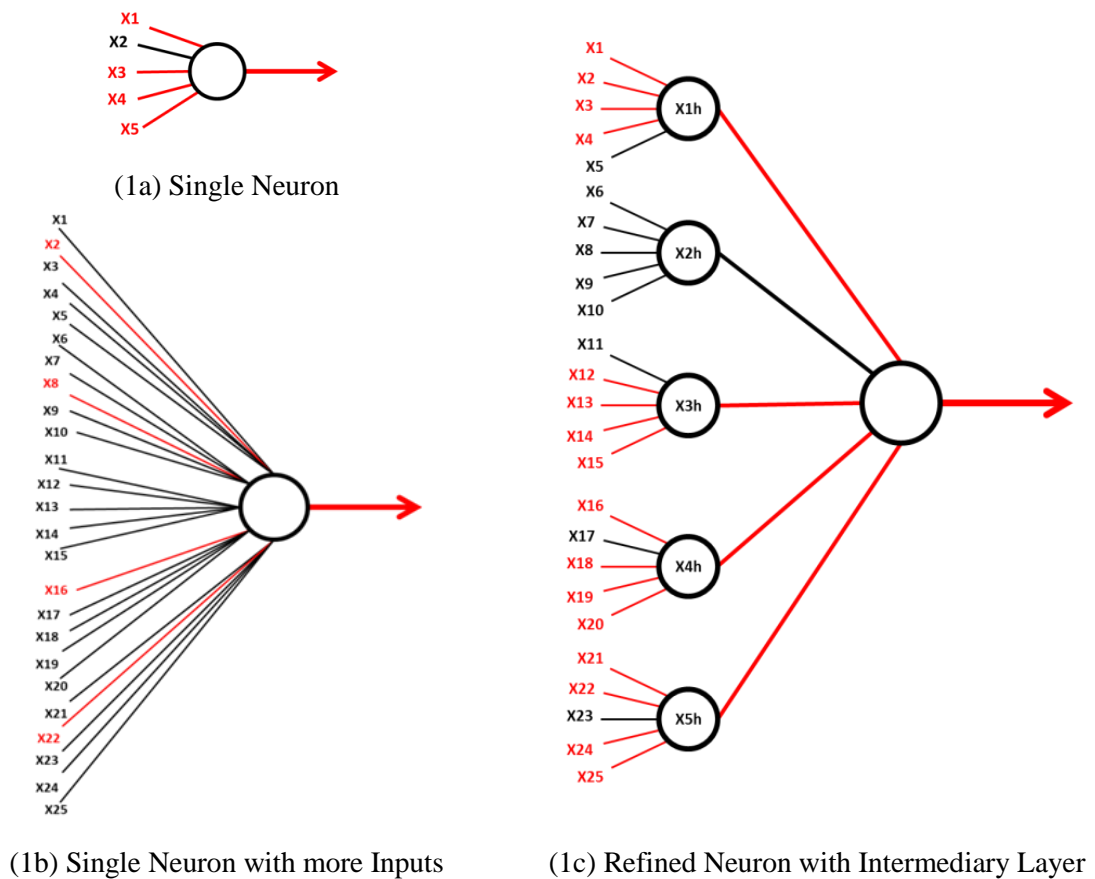 X1
X2
X3
X4
X5
(1a) Single Neuron
X1
X2
X3
X4
X5
X6
X7
X8
X9
X10
X11
X12
X13
X14
X15
X16
X17
X18
X19
X20
X21
X22
X23
X24
X25
(1b) Single Neuron with more Inputs
X1
X2
X3
X4
X5
X1h
X6
X7
X8
X9
X10
X2h
X11
X12
X13
X14
X15
X3h
X16
X17
X18
X19
X20
X4h
X21
X22
X23
X24
X25
X5h
(1c) Refined Neuron with Intermediary Layer